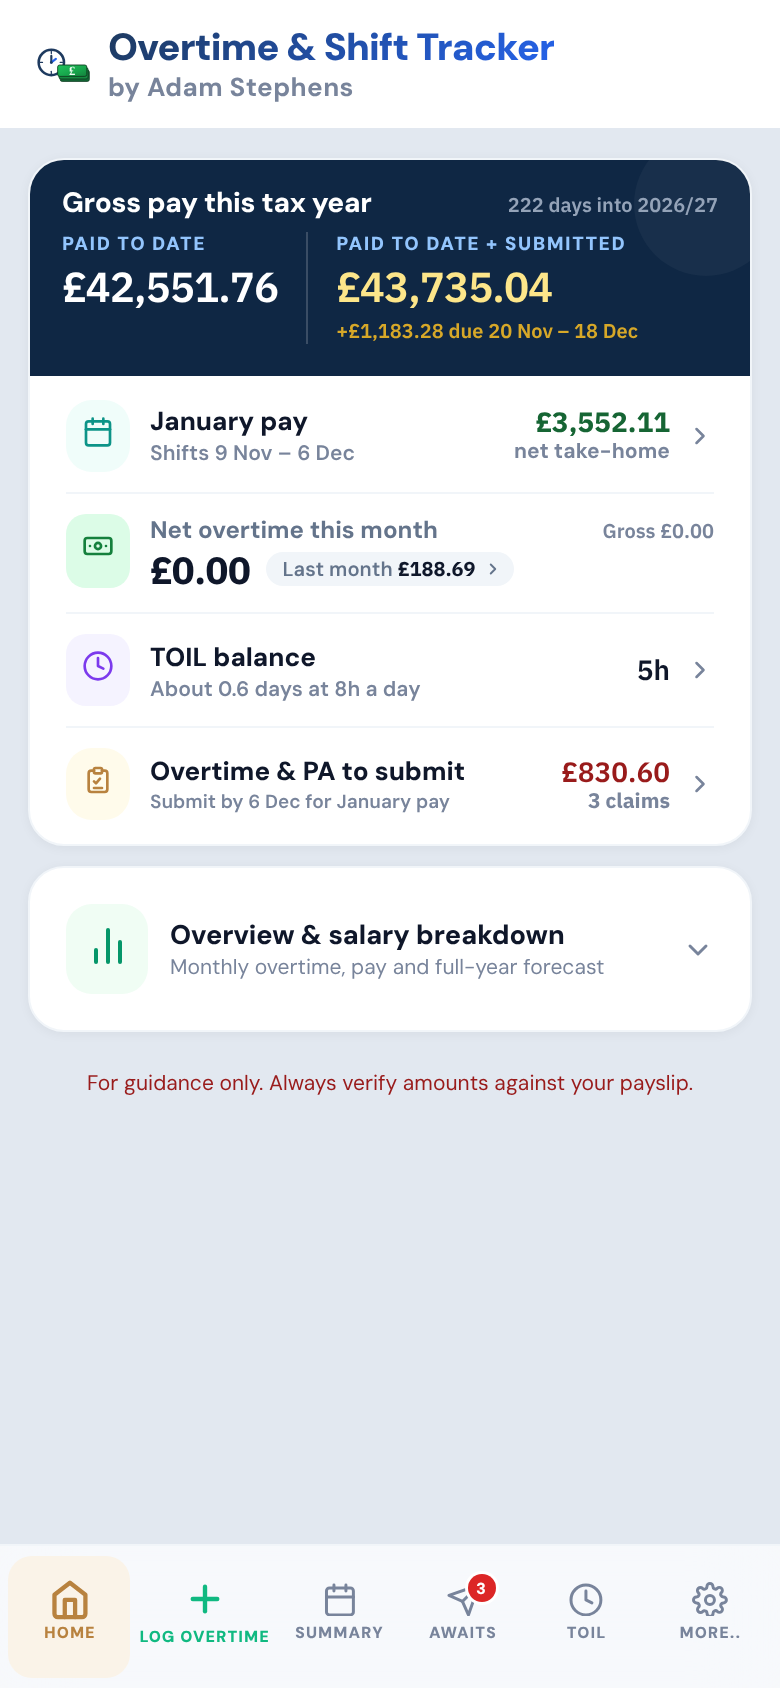 Overtime & Shift Tracker
by Adam Stephens
£
Gross pay this tax year
222 days into 2026/27
PAID TO DATE
£42,551.76
PAID TO DATE + SUBMITTED
£43,735.04
+£1,183.28 due 20 Nov – 18 Dec
January pay
Shifts 9 Nov – 6 Dec
£3,552.11
net take-home
Net overtime this month
Gross £0.00
£0.00
Last month £188.69
TOIL balance
About 0.6 days at 8h a day
5h
Overtime & PA to submit
Submit by 6 Dec for January pay
£830.60
3 claims
Overview & salary breakdown
Monthly overtime, pay and full-year forecast
For guidance only. Always verify amounts against your payslip.
HOME
LOG OVERTIME
SUMMARY
3
AWAITS
TOIL
MORE..